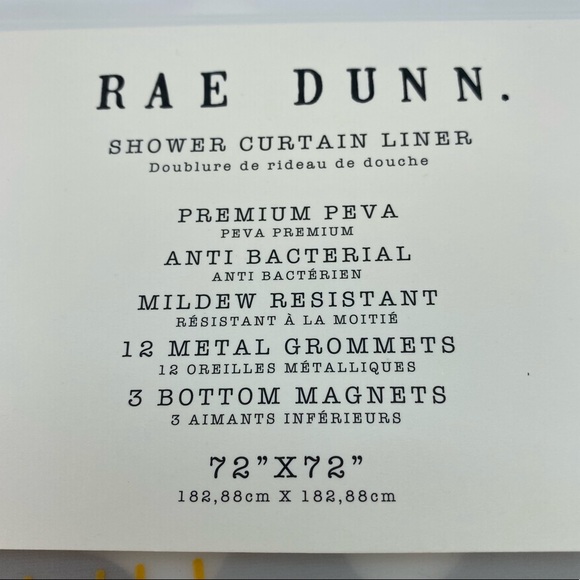 RAE DUNN.
SHOWER CURTAIN LINER
Doublure de rideau de douche
PREMIUM PEVA
PEVA PREMIUM
ANTI BACTERIAL
ANTI BACTÉRIEN
MILDEW RESISTANT
RÉSISTANT À LA MOITIÉ
12 METAL GROMMETS
12 OREILLES MÉTALLIQUES
3 BOTTOM MAGNETS
3 AIMANTS INFÉRIEURS
72”X72”
182,88cm X 182,88cm